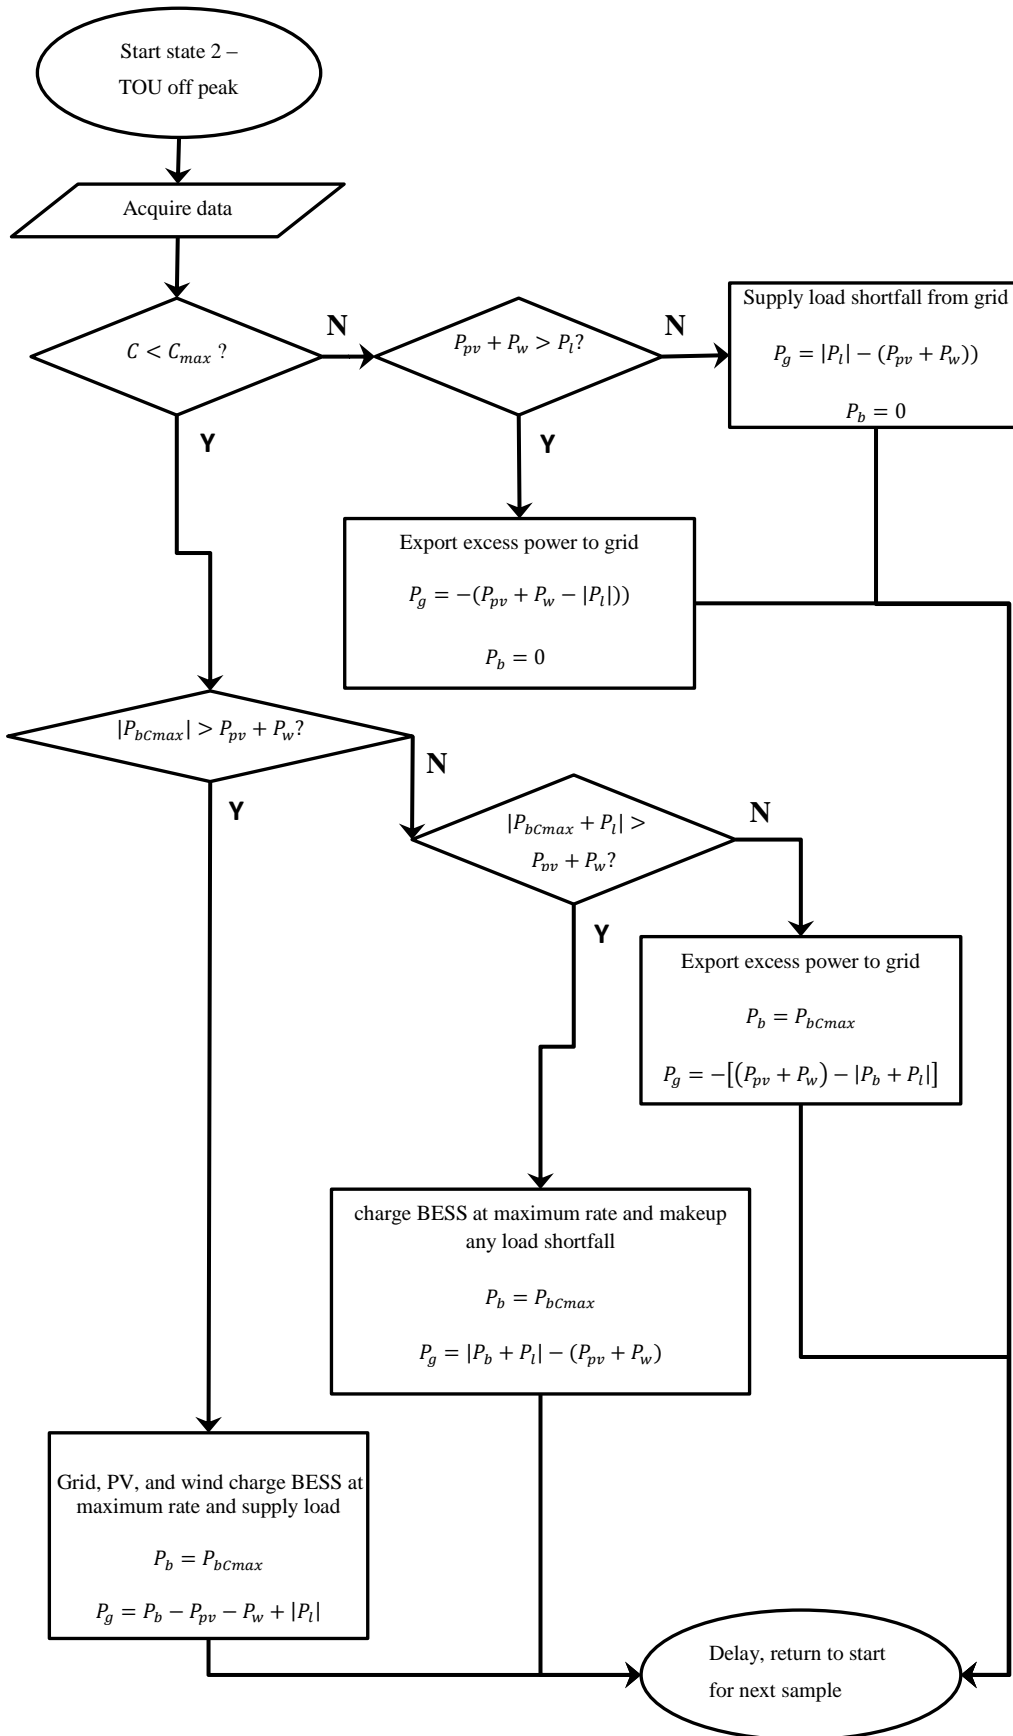 Start state 2 –
TOU off peak
Acquire data
C < C_max ?
N
P_pv + P_w > P_l?
N
Supply load shortfall from grid
P_g = |P_l| − (P_pv + P_w))
P_b = 0
Y
Y
Export excess power to grid
P_g = −(P_pv + P_w − |P_l|))
P_b = 0
|P_bCmax| > P_pv + P_w?
N
Y
|P_bCmax + P_l| >
P_pv + P_w?
N
Y
Export excess power to grid
P_b = P_bCmax
P_g = −[(P_pv + P_w) − |P_b + P_l|]
charge BESS at maximum rate and makeup
any load shortfall
P_b = P_bCmax
P_g = |P_b + P_l| − (P_pv + P_w)
Grid, PV, and wind charge BESS at
maximum rate and supply load
P_b = P_bCmax
P_g = P_b − P_pv − P_w + |P_l|
Delay, return to start
for next sample